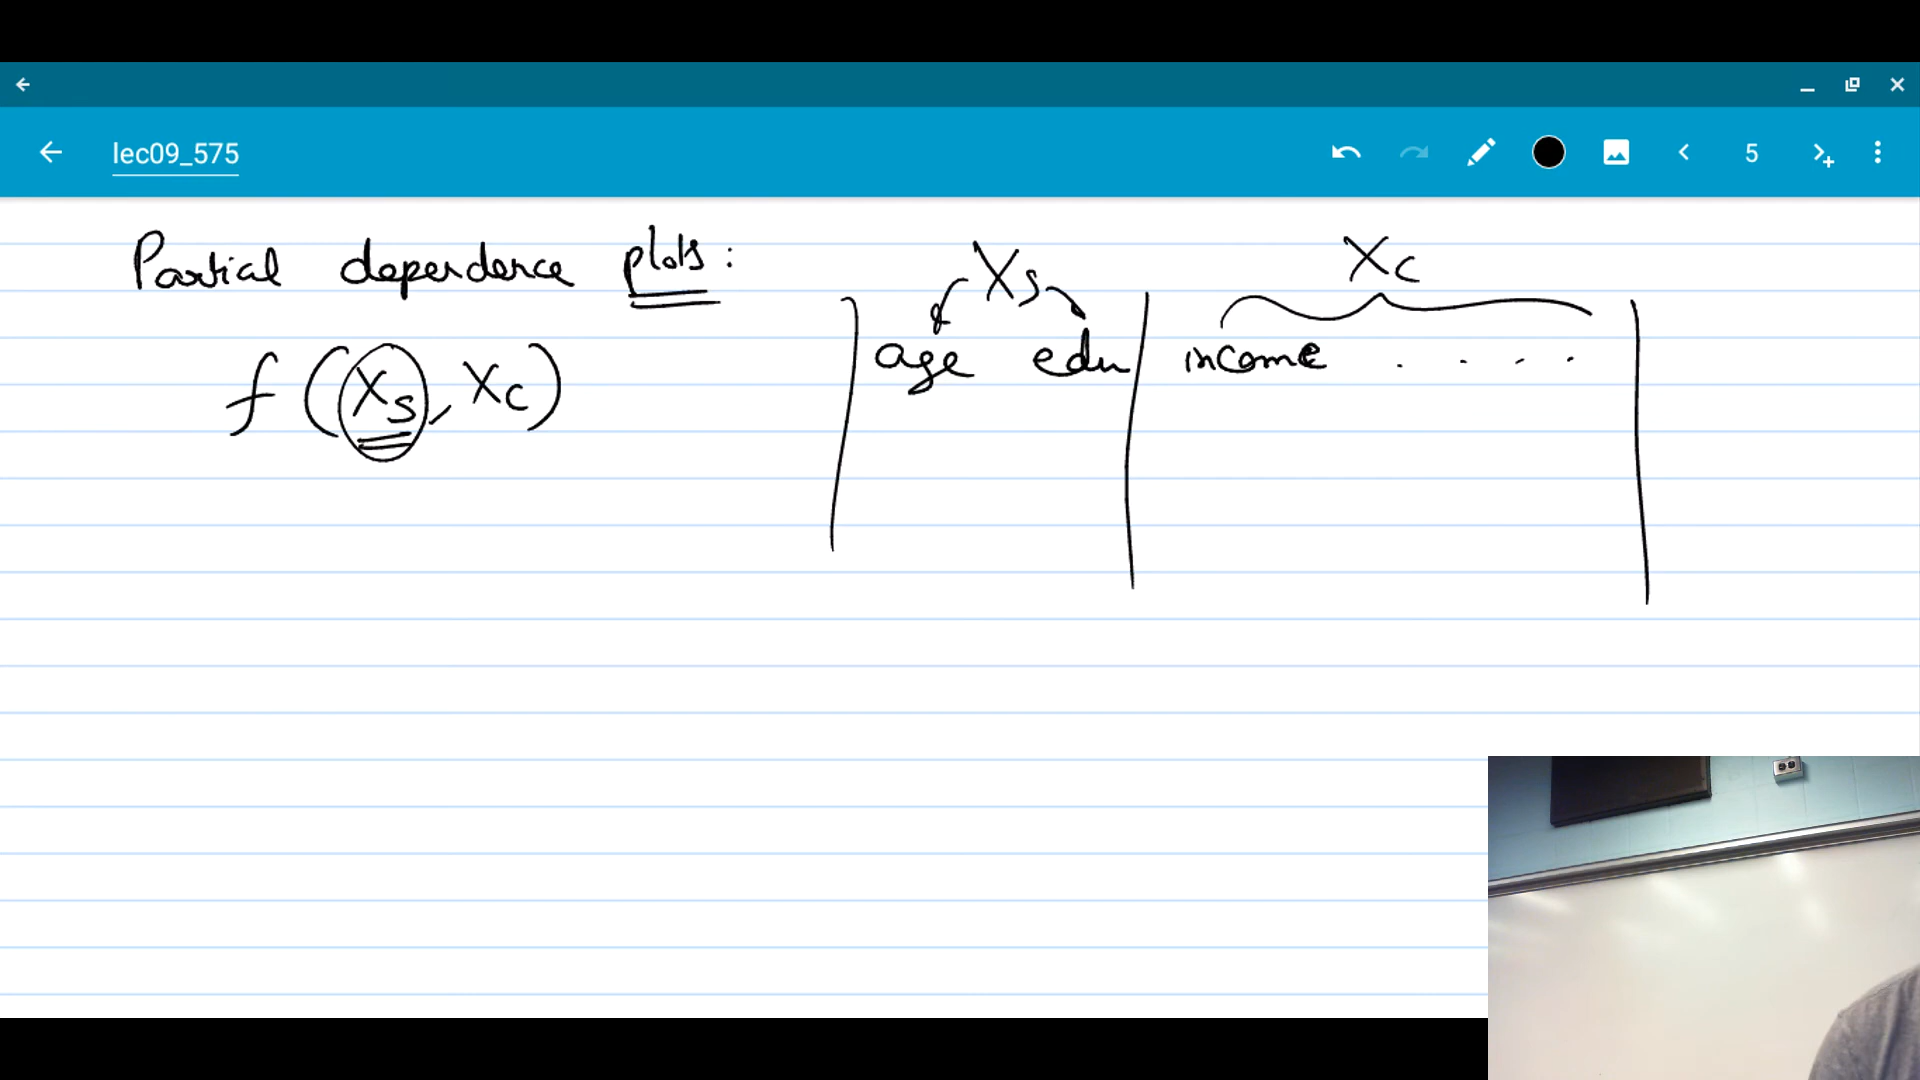 lec09_575
5
Partial dependence plots:
f(Xs, Xc)
Xs Xc
age edu income . . . . .